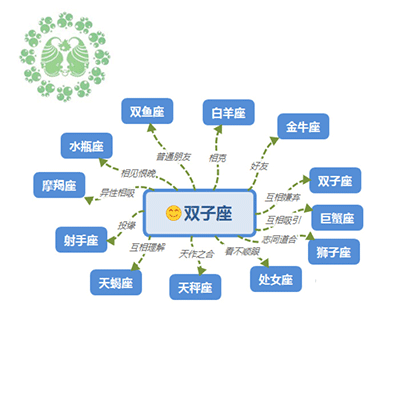 双鱼座
白羊座
金牛座
水瓶座
普通朋友
相克
好友
相见恨晚
摩羯座
异性相吸
双子座
互相嫌弃
双子座
投缘
互相吸引
巨蟹座
射手座
互相理解
天作之合
看不顺眼
志同道合
狮子座
天蝎座
天秤座
处女座